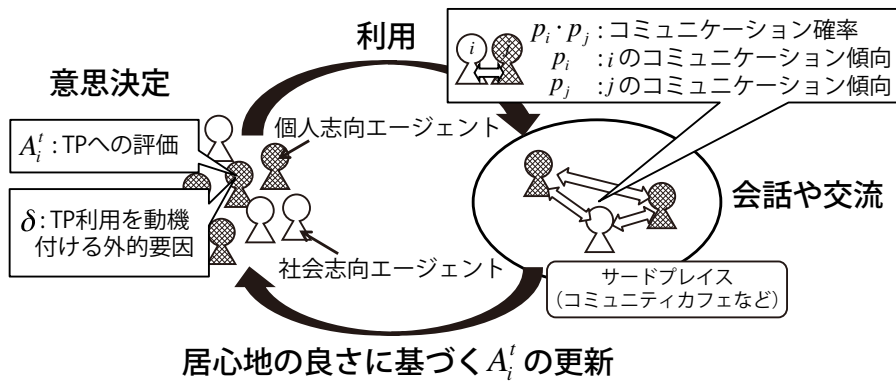 利用
p_i・p_j：コミュニケーション確率
p_i ：iのコミュニケーション傾向
p_j ：jのコミュニケーション傾向
i j
意思決定
A_i^t：TPへの評価
δ：TP利用を動機
付ける外的要因
個人志向エージェント
社会志向エージェント
会話や交流
サードプレイス
（コミュニティカフェなど）
居心地の良さに基づくA_i^tの更新